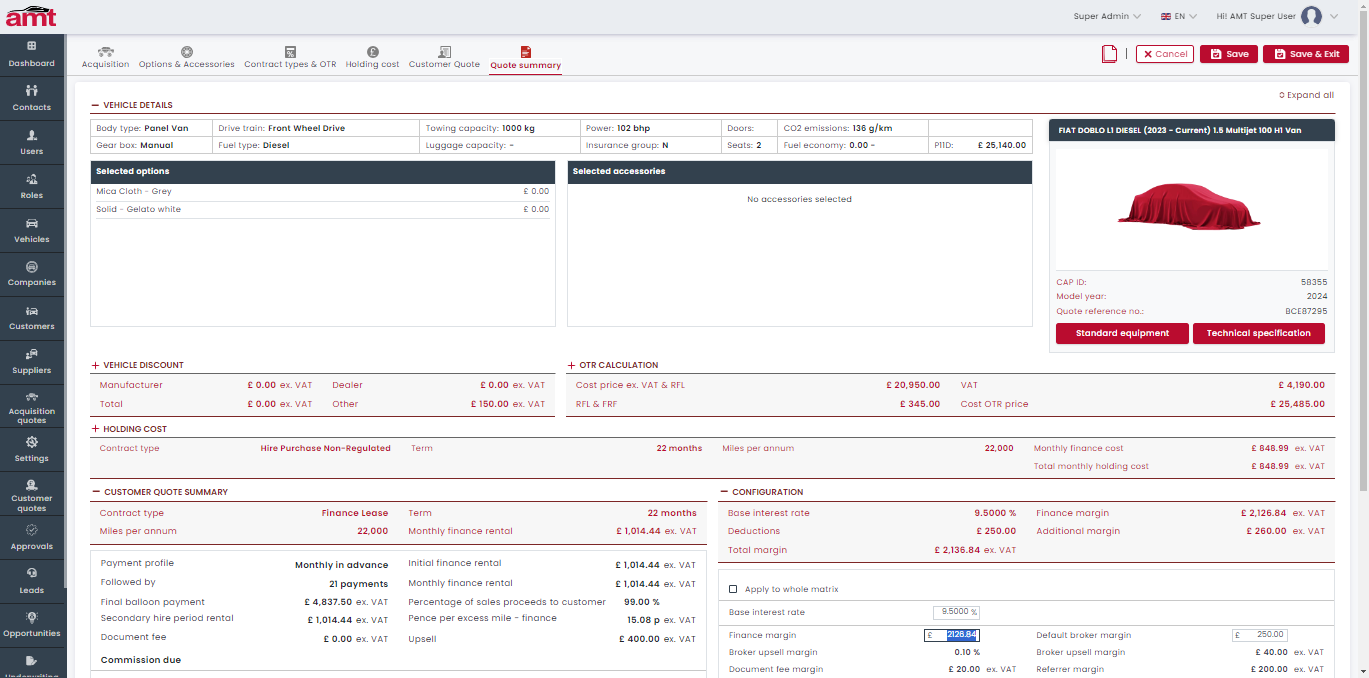 amt
Super Admin
EN
Hi! AMT Super User
Dashboard
Contacts
Users
Roles
Vehicles
Companies
Customers
Suppliers
Acquisition quotes
Settings
Customer quotes
Approvals
Leads
Opportunities
Underwriting
Acquisition
Options & Accessories
Contract types & OTR
Holding cost
Customer Quote
Quote summary
Cancel
Save
Save & Exit
Expand all
VEHICLE DETAILS
Body type: Panel Van Drive train: Front Wheel Drive Towing capacity: 1000 kg Power: 102 bhp Doors: CO2 emissions: 136 g/km
Gear box: Manual Fuel type: Diesel Luggage capacity: - Insurance group: N Seats: 2 Fuel economy: 0.00 - P11D: £ 25,140.00
Selected options
Mica Cloth - Grey £ 0.00
Solid - Gelato white £ 0.00
Selected accessories
No accessories selected
FIAT DOBLO L1 DIESEL (2023 - Current) 1.5 Multijet 100 H1 Van
CAP ID: 58355
Model year: 2024
Quote reference no.: BCE87295
Standard equipment
Technical specification
VEHICLE DISCOUNT
Manufacturer £ 0.00 ex. VAT Dealer £ 0.00 ex. VAT
Total £ 0.00 ex. VAT Other £ 150.00 ex. VAT
OTR CALCULATION
Cost price ex. VAT & RFL £ 20,950.00 VAT £ 4,190.00
RFL & FRF £ 345.00 Cost OTR price £ 25,485.00
HOLDING COST
Contract type Hire Purchase Non-Regulated Term 22 months Miles per annum 22,000 Monthly finance cost £ 848.99 ex. VAT
Total monthly holding cost £ 848.99 ex. VAT
CUSTOMER QUOTE SUMMARY
Contract type Finance Lease Term 22 months
Miles per annum 22,000 Monthly finance rental £ 1,014.44 ex. VAT
Payment profile Monthly in advance Initial finance rental £ 1,014.44 ex. VAT
Followed by 21 payments Monthly finance rental £ 1,014.44 ex. VAT
Final balloon payment £ 4,837.50 ex. VAT Percentage of sales proceeds to customer 99.00 %
Secondary hire period rental £ 1,014.44 ex. VAT Pence per excess mile - finance 15.08 p ex. VAT
Document fee £ 0.00 ex. VAT Upsell £ 400.00 ex. VAT
Commission due
CONFIGURATION
Base interest rate 9.5000 % Finance margin £ 2,126.84 ex. VAT
Deductions £ 250.00 Additional margin £ 260.00 ex. VAT
Total margin £ 2,136.84 ex. VAT
Apply to whole matrix
Base interest rate 9.5000 %
Finance margin £ 2126.84 Default broker margin £ 250.00
Broker upsell margin 0.10 % Broker upsell margin £ 40.00 ex. VAT
Document fee margin £ 20.00 ex. VAT Referrer margin £ 200.00 ex. VAT